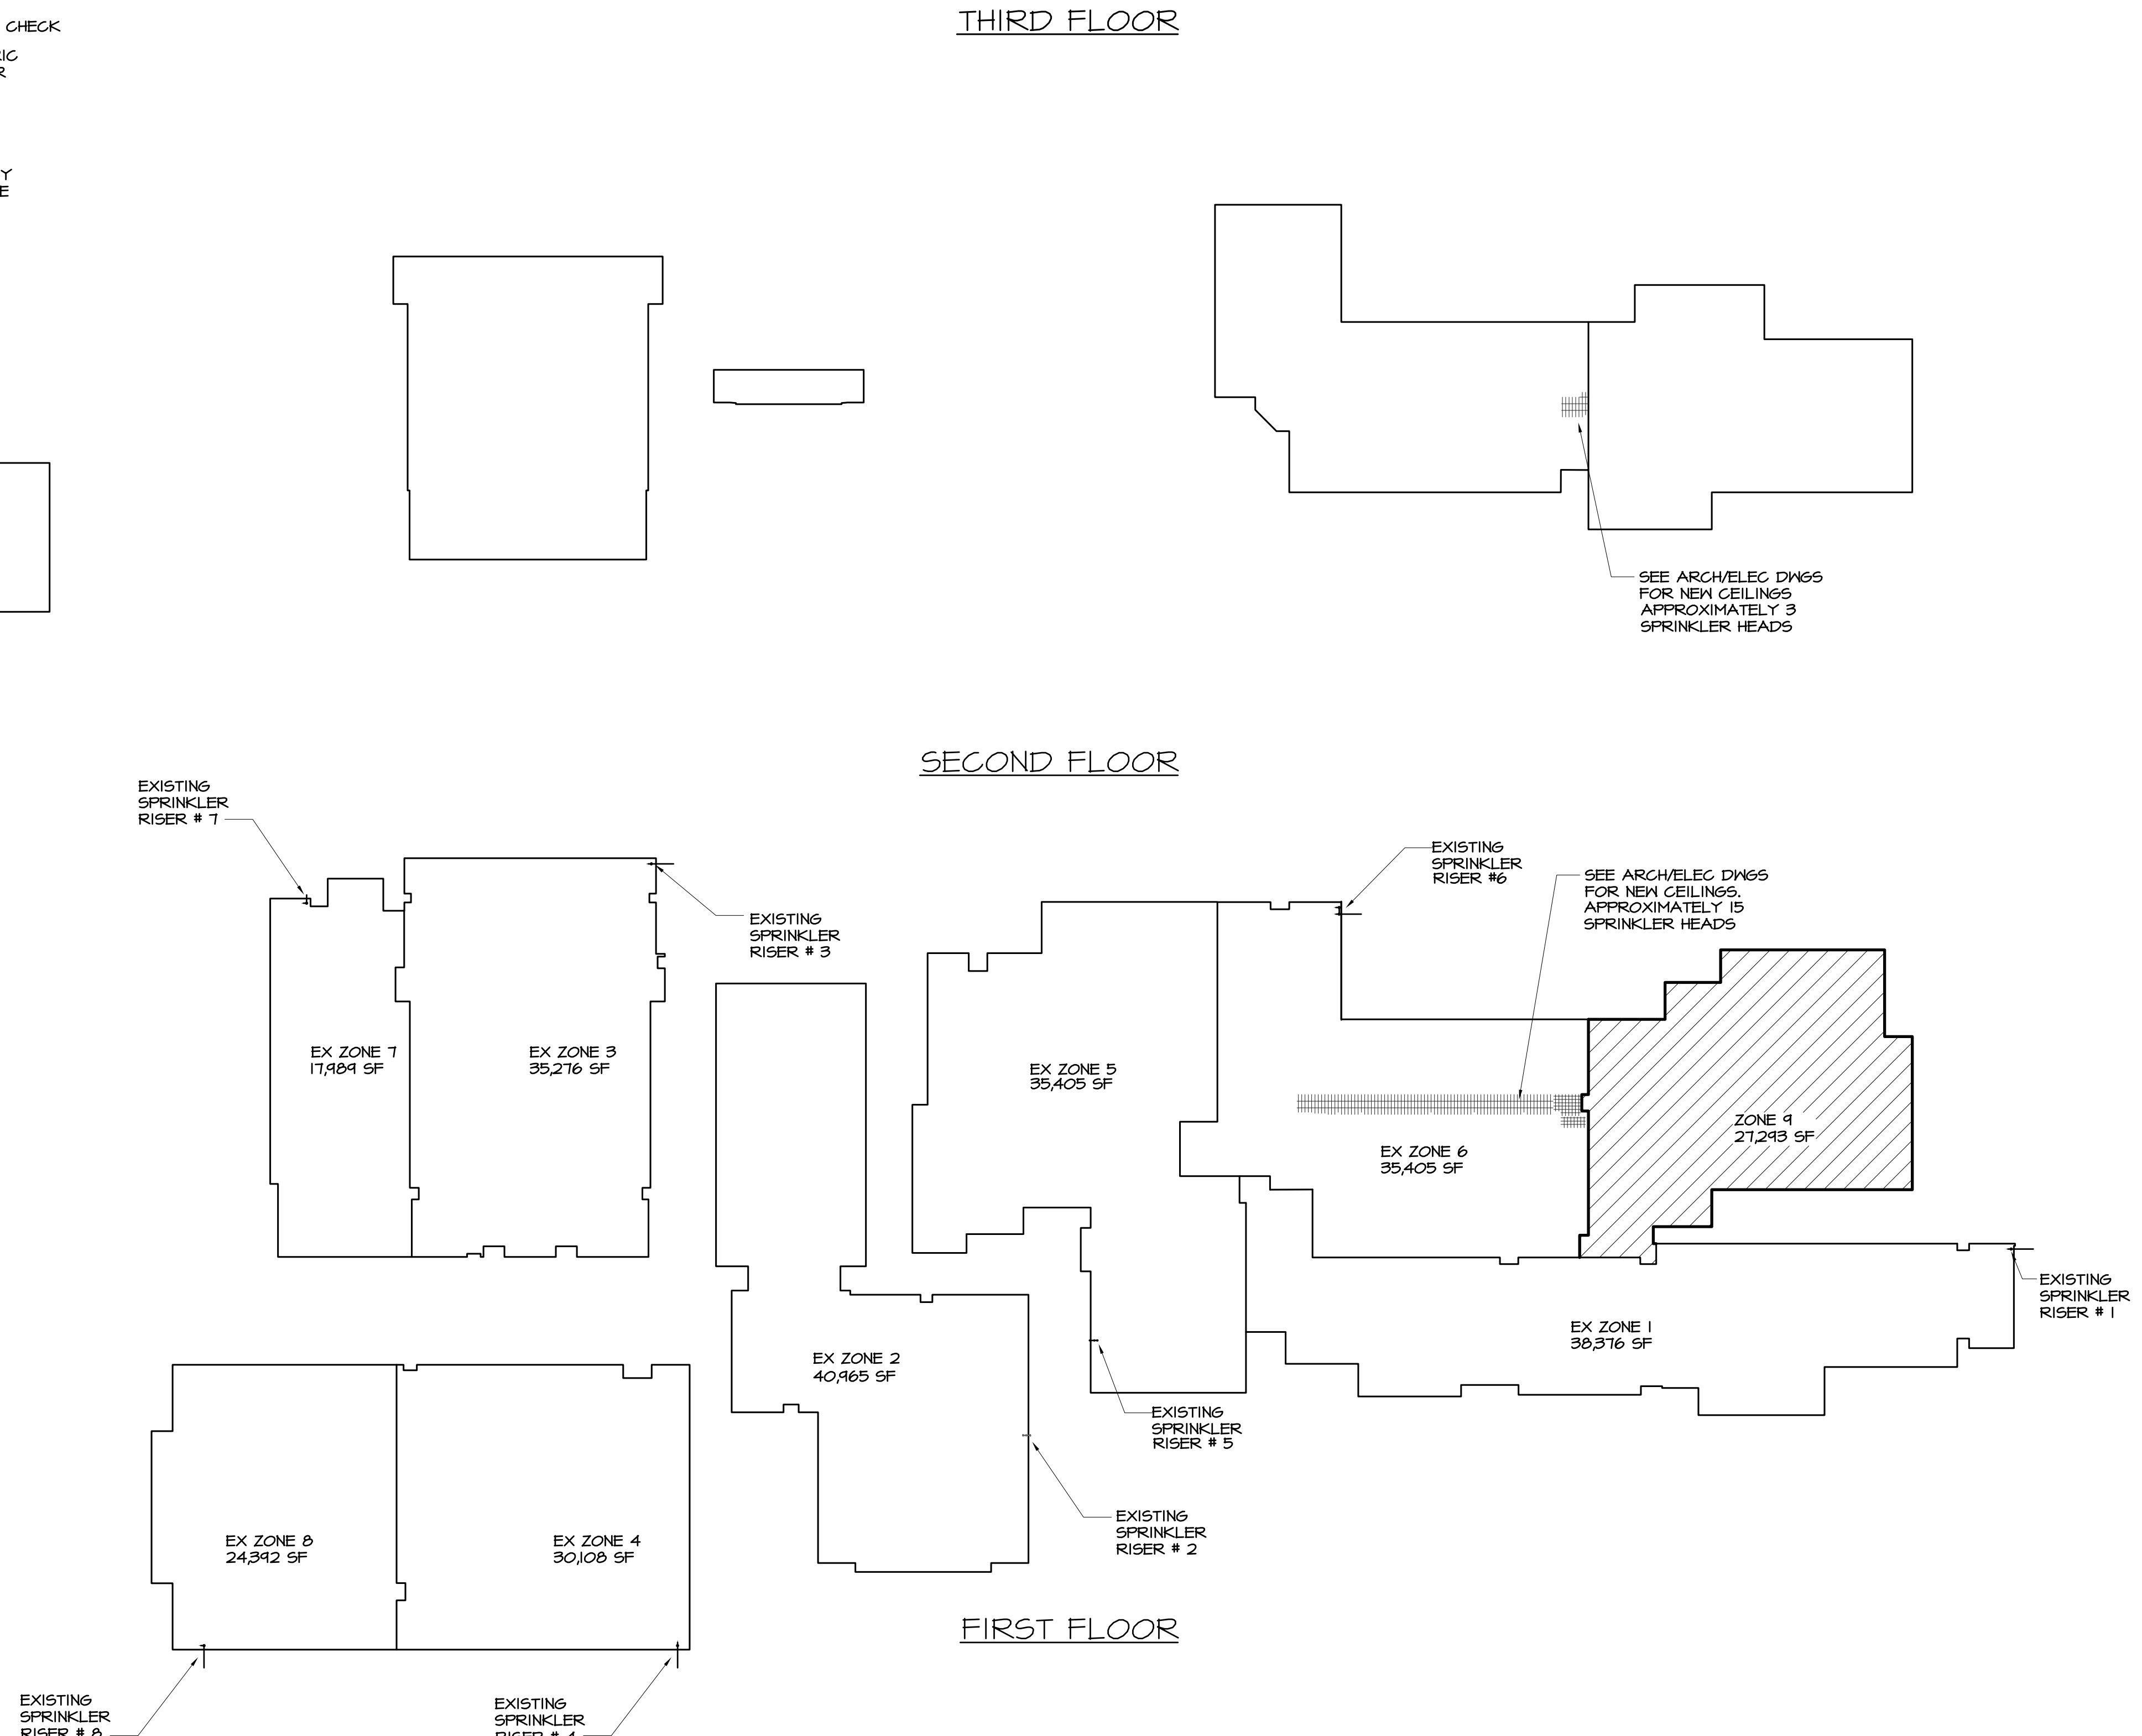 CHECK
THIRD FLOOR
SEE ARCH/ELEC DWGS
FOR NEW CEILINGS
APPROXIMATELY 3
SPRINKLER HEADS
SECOND FLOOR
EXISTING
SPRINKLER
RISER # 7
EXISTING
SPRINKLER
RISER # 3
EXISTING
SPRINKLER
RISER #6
SEE ARCH/ELEC DWGS
FOR NEW CEILINGS.
APPROXIMATELY 15
SPRINKLER HEADS
EX ZONE 7
17,989 SF
EX ZONE 3
35,276 SF
EX ZONE 5
35,405 SF
EX ZONE 6
35,405 SF
ZONE 9
27,293 SF
EXISTING
SPRINKLER
RISER # 1
EX ZONE 1
38,376 SF
EX ZONE 2
40,965 SF
EXISTING
SPRINKLER
RISER # 5
EXISTING
SPRINKLER
RISER # 2
EX ZONE 8
24,392 SF
EX ZONE 4
30,108 SF
FIRST FLOOR
EXISTING
SPRINKLER
RISER # 8
EXISTING
SPRINKLER
RISER # 4